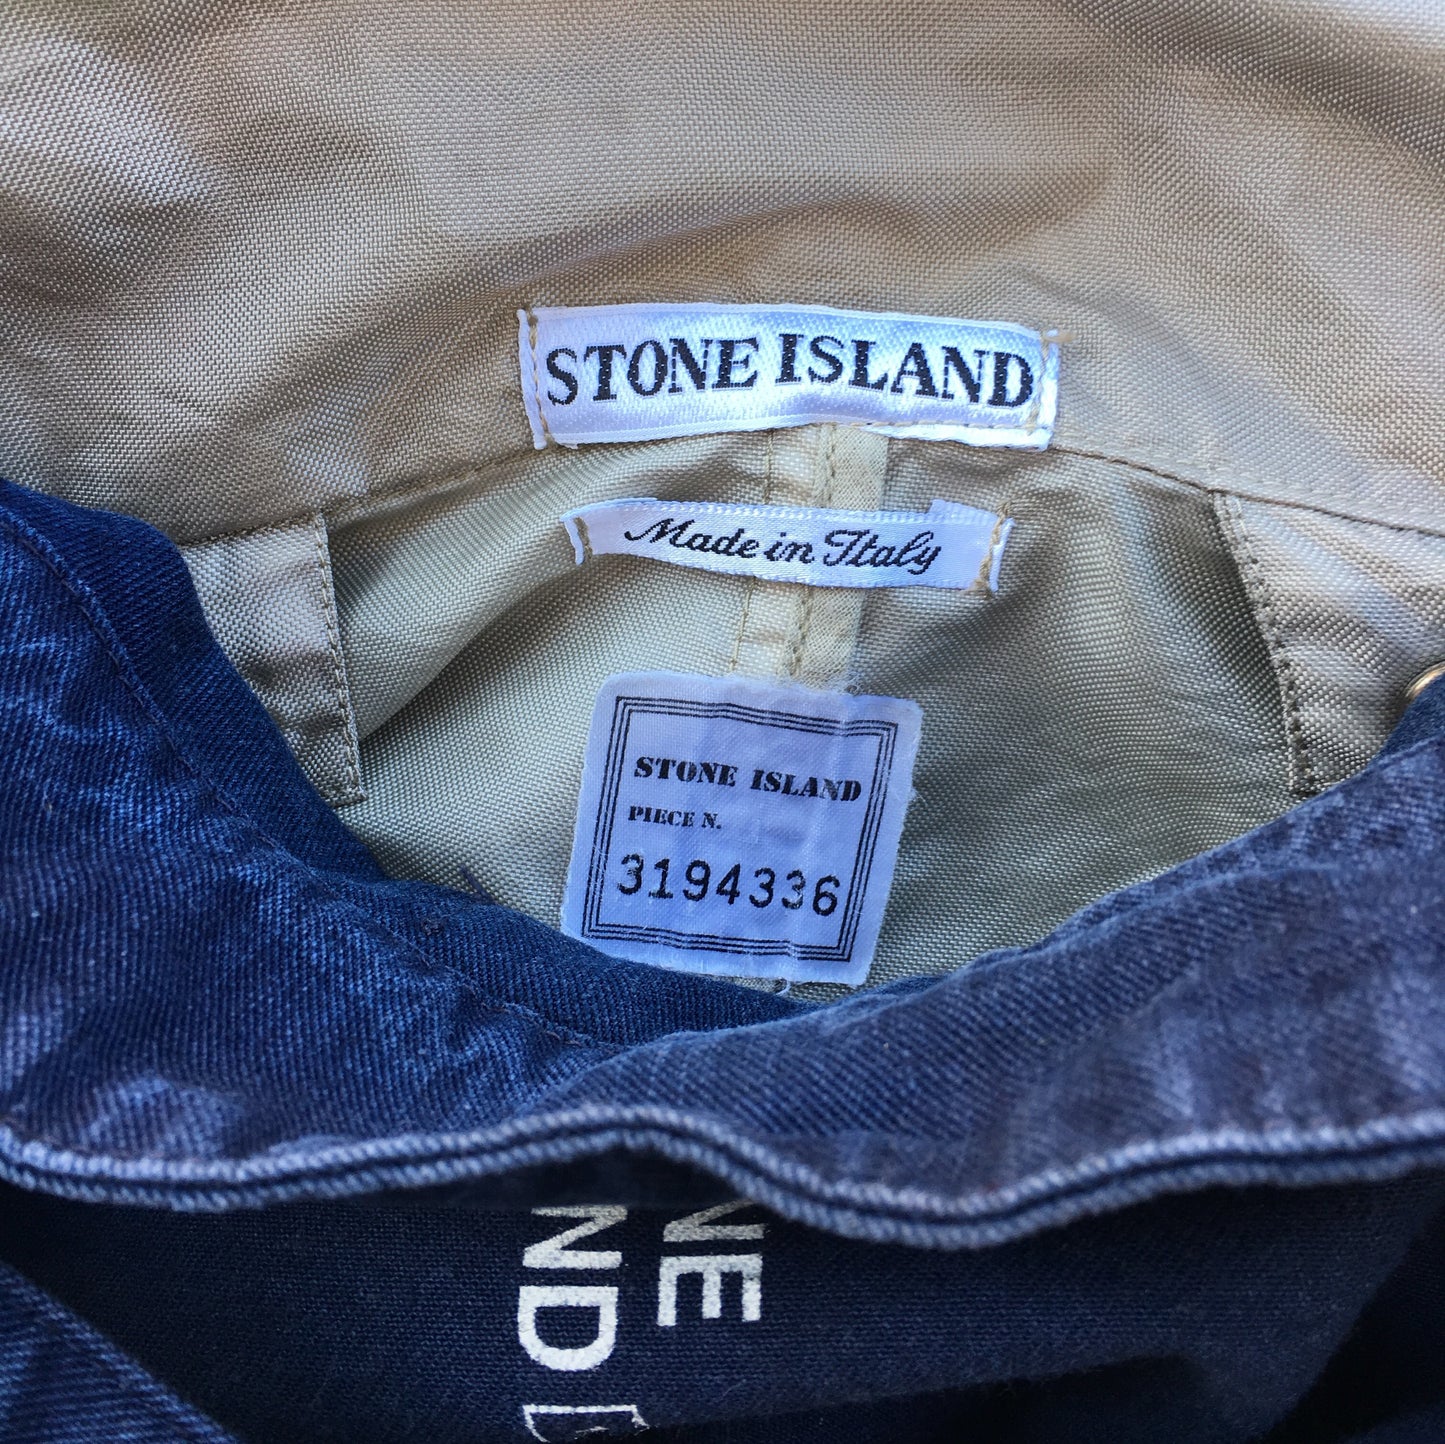 STONE ISLAND
Made in Italy
STONE ISLAND
PIECE N.
3194336
NE
ND